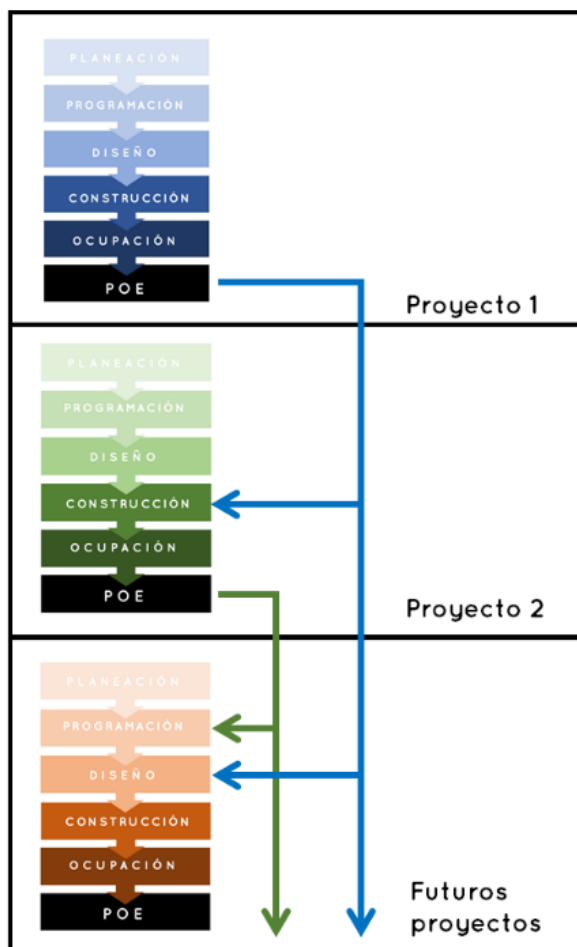 PLANEACIÓN
PROGRAMACIÓN
DISEÑO
CONSTRUCCIÓN
OCUPACIÓN
POE
Proyecto 1
PLANEACIÓN
PROGRAMACIÓN
DISEÑO
CONSTRUCCIÓN
OCUPACIÓN
POE
Proyecto 2
PLANEACIÓN
PROGRAMACIÓN
DISEÑO
CONSTRUCCIÓN
OCUPACIÓN
POE
Futuros
proyectos